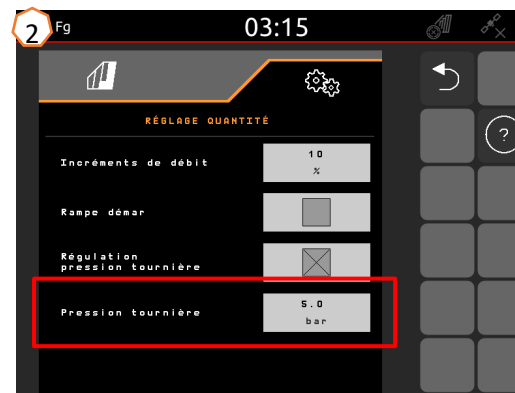 2
Fg
03:15
RÉGLAGE QUANTITÉ
Incréments de débit
10
%
Rampe démar
Régulation
pression tournière
Pression tournière
5.0
bar
?